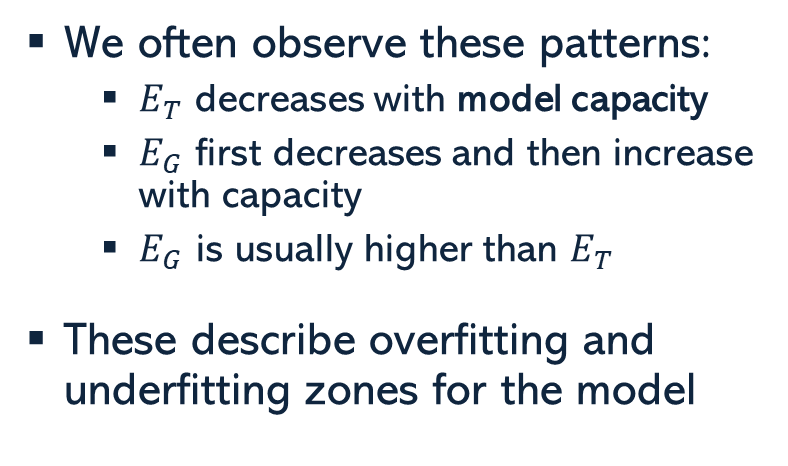 ▪ We often observe these patterns:
▪ E_T decreases with model capacity
▪ E_G first decreases and then increase
with capacity
▪ E_G is usually higher than E_T
▪ These describe overfitting and
underfitting zones for the model